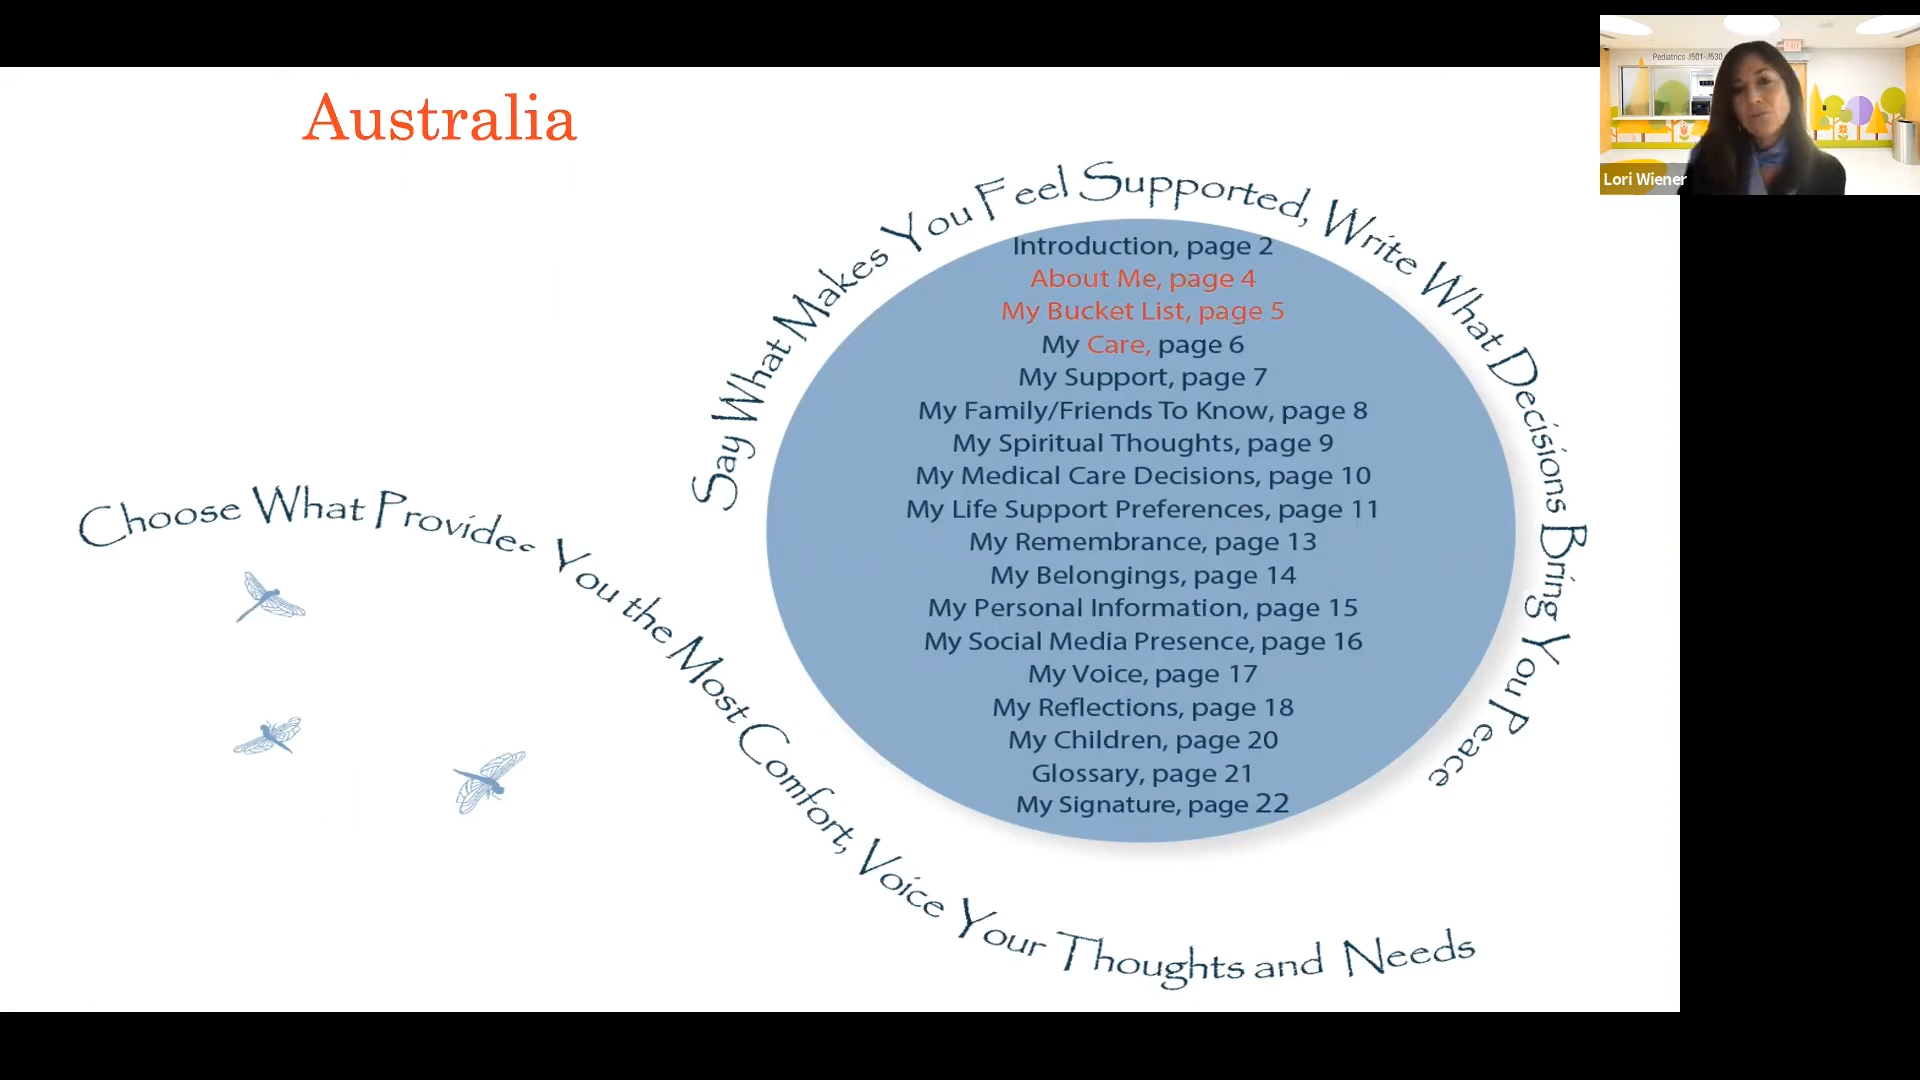 Australia
Pediatrics J501-J530
EXIT
Lori Wiener
Say What Makes You Feel Supported, Write What Decisions Bring You Peace
Introduction, page 2
About Me, page 4
My Bucket List, page 5
My Care, page 6
My Support, page 7
My Family/Friends To Know, page 8
My Spiritual Thoughts, page 9
My Medical Care Decisions, page 10
My Life Support Preferences, page 11
My Remembrance, page 13
My Belongings, page 14
My Personal Information, page 15
My Social Media Presence, page 16
My Voice, page 17
My Reflections, page 18
My Children, page 20
Glossary, page 21
My Signature, page 22
Choose What Provides You the Most Comfort, Voice Your Thoughts and Needs